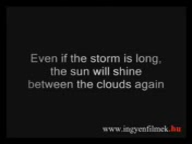 Even if the storm is long,
the sun will shine
between the clouds again
www.ingyenfilmek.hu